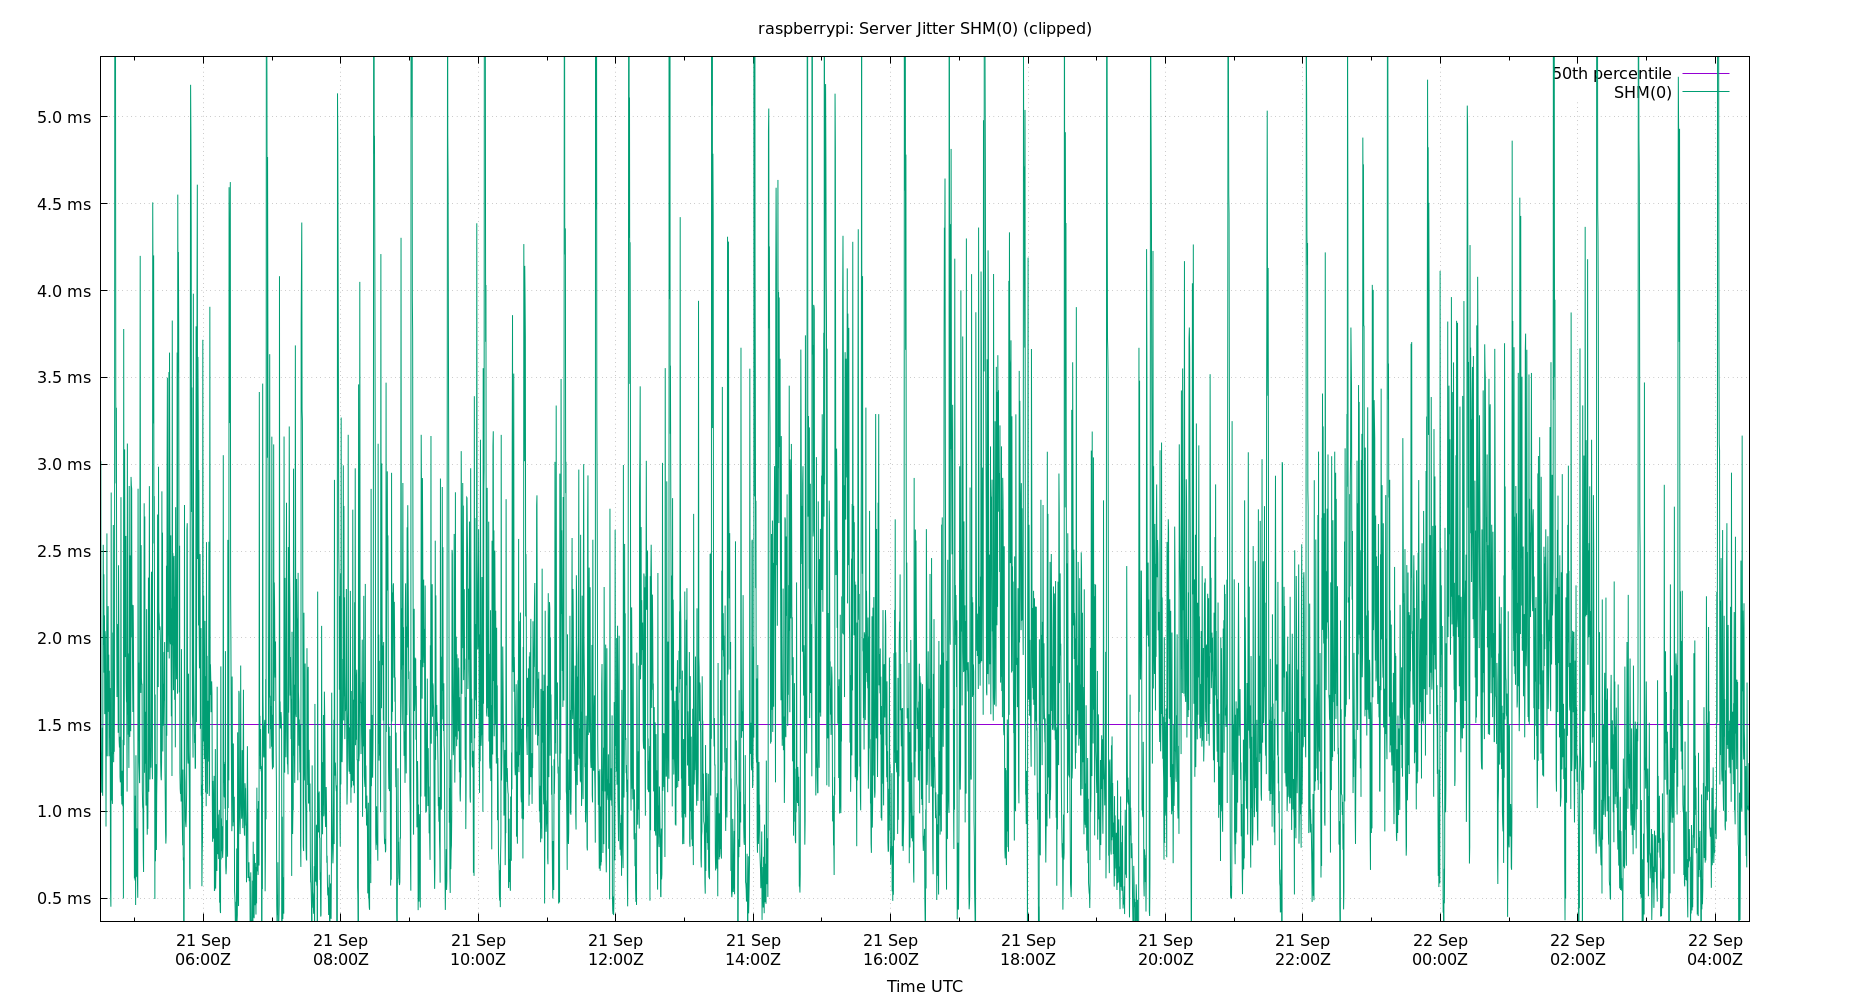 raspberrypi: Server Jitter SHM(0) (clipped)
50th percentile
SHM(0)
5.0 ms
4.5 ms
4.0 ms
3.5 ms
3.0 ms
2.5 ms
2.0 ms
1.5 ms
1.0 ms
0.5 ms
21 Sep 21 Sep 21 Sep 21 Sep 21 Sep 21 Sep 21 Sep 21 Sep 21 Sep 22 Sep 22 Sep 22 Sep
06:00Z 08:00Z 10:00Z 12:00Z 14:00Z 16:00Z 18:00Z 20:00Z 22:00Z 00:00Z 02:00Z 04:00Z
Time UTC